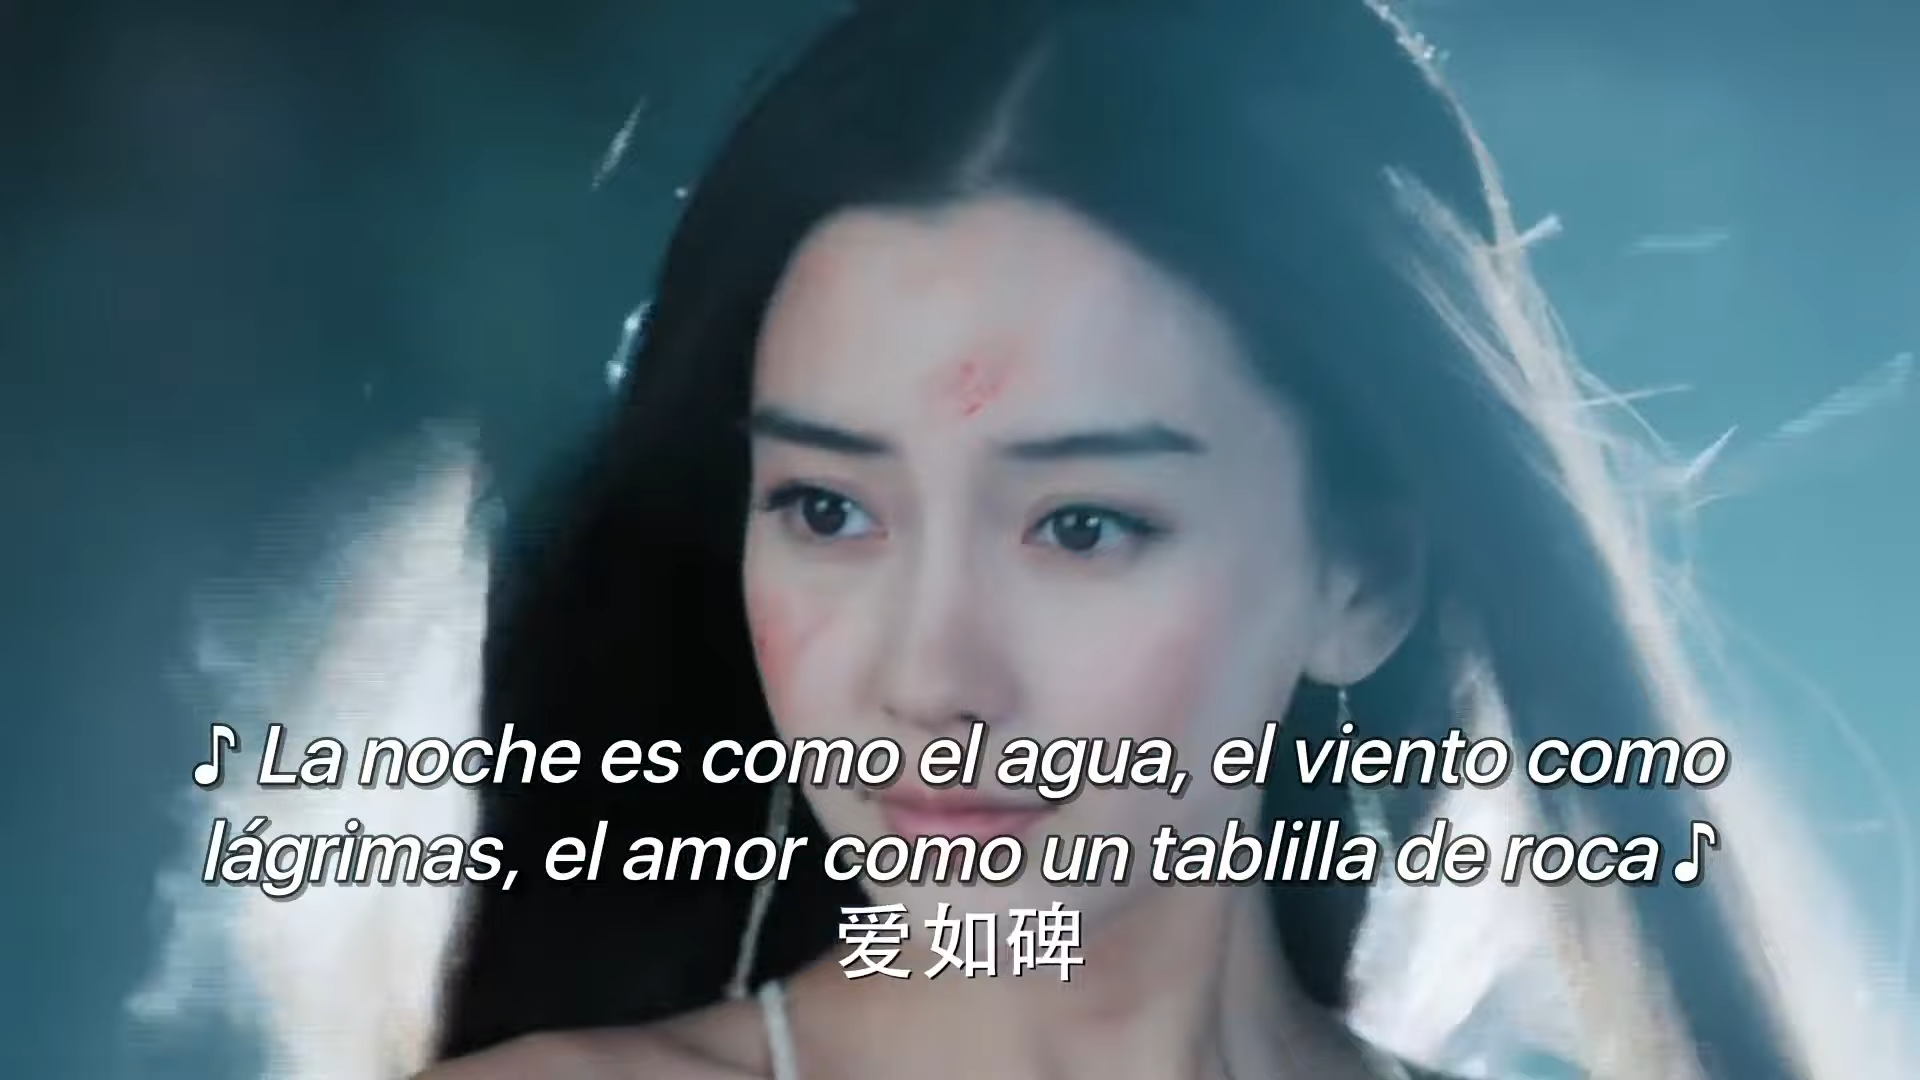 ♪ La noche es como el agua, el viento como
lágrimas, el amor como un tablilla de roca ♪
爱如碑